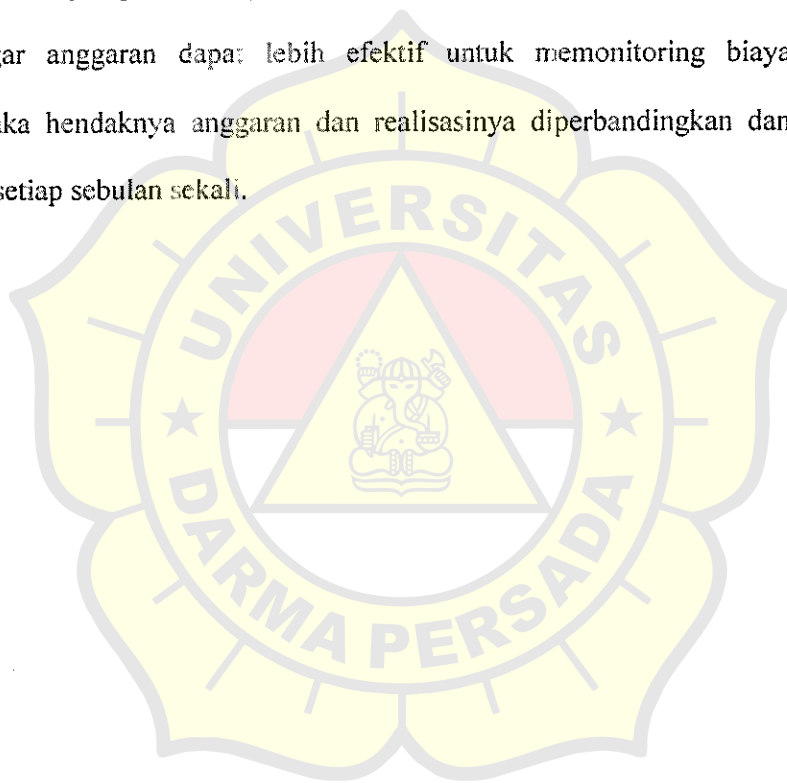 gar anggaran dapat lebih efektif untuk memonitoring biaya
aka hendaknya anggaran dan realisasinya diperbandingkan dan
setiap sebulan sekali.
UNIVERSITAS
DARMA PERSADA